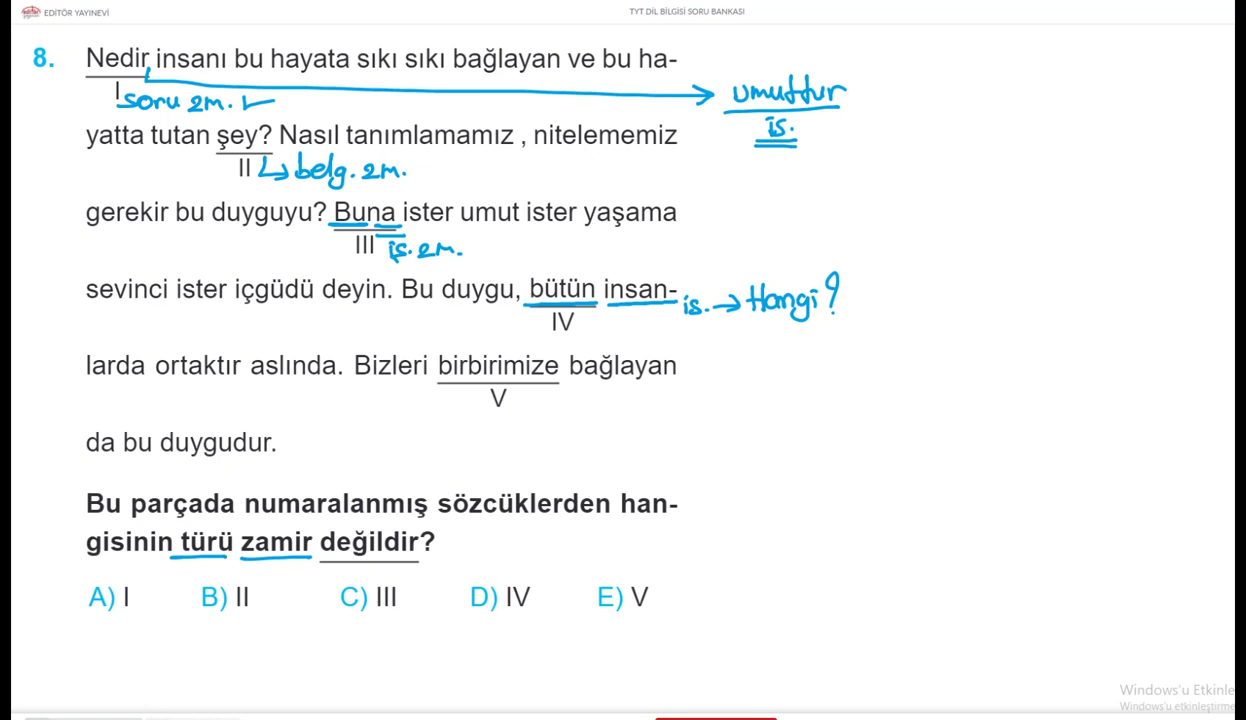 EDİTÖR YAYINEVİ
TYT DİL BİLGİSİ SORU BANKASI
8. Nedir insanı bu hayata sıkı sıkı bağlayan ve bu ha-
I
soru zm. ✓
umuttur
is.
yatta tutan şey? Nasıl tanımlamamız , nitelememiz
II
belg. zm.
gerekir bu duyguyu? Buna ister umut ister yaşama
III
iş. zm.
sevinci ister içgüdü deyin. Bu duygu, bütün insan-
is. → Hangi?
IV
larda ortaktır aslında. Bizleri birbirimize bağlayan
V
da bu duygudur.
Bu parçada numaralanmış sözcüklerden han-
gisinin türü zamir değildir?
A) I B) II C) III D) IV E) V
Windows'u Etkinle
Windows'u etkinleştirme